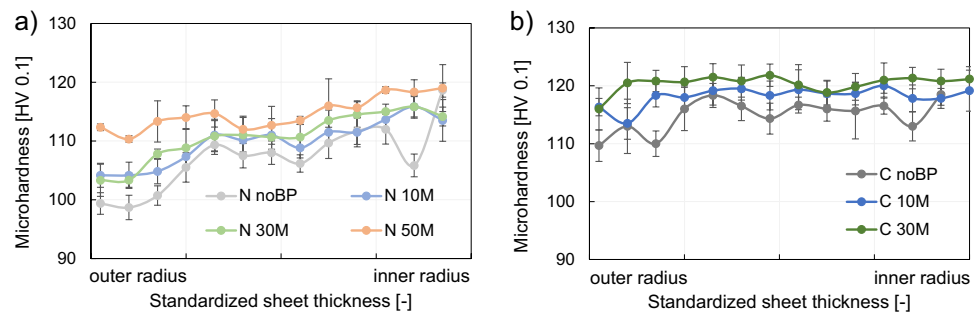 a)
130
120
110
100
90
Microhardness [HV 0.1]
N noBP
N 10M
N 30M
N 50M
outer radius
inner radius
Standardized sheet thickness [-]
b)
130
120
110
100
90
Microhardness [HV 0.1]
C noBP
C 10M
C 30M
outer radius
inner radius
Standardized sheet thickness [-]